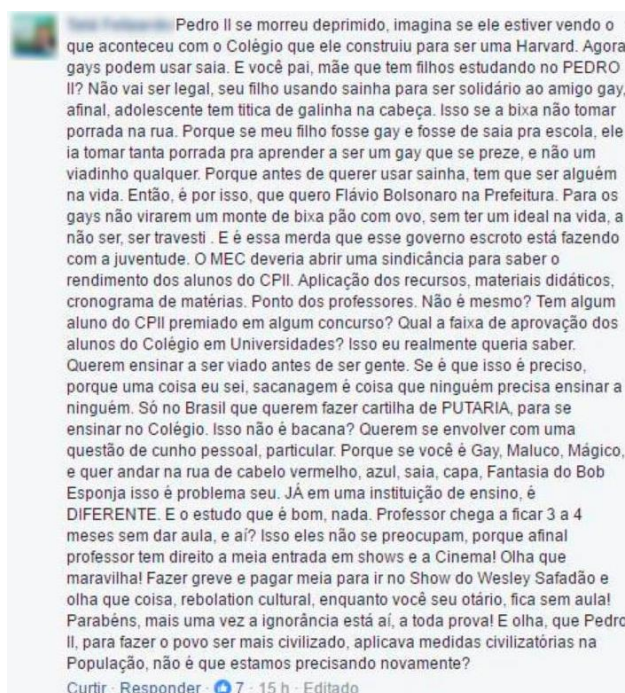 Pedro II se morreu deprimido, imagina se ele estiver vendo o
que aconteceu com o Colégio que ele construiu para ser uma Harvard. Agora
gays podem usar saia. E você pai, mãe que tem filhos estudando no PEDRO
II? Não vai ser legal, seu filho usando sainha para ser solidário ao amigo gay,
afinal, adolescente tem titica de galinha na cabeça. Isso se a bixa não tomar
porrada na rua. Porque se meu filho fosse gay e fosse de saia pra escola, ele
ia tomar tanta porrada pra aprender a ser um gay que se preze, e não um
viadinho qualquer. Porque antes de querer usar sainha, tem que ser alguém
na vida. Então, é por isso, que quero Flávio Bolsonaro na Prefeitura. Para os
gays não virarem um monte de bixa pão com ovo, sem ter um ideal na vida, a
não ser, ser travesti . E é essa merda que esse governo escroto está fazendo
com a juventude. O MEC deveria abrir uma sindicância para saber o
rendimento dos alunos do CPII. Aplicação dos recursos, materiais didáticos,
cronograma de matérias. Ponto dos professores. Não é mesmo? Tem algum
aluno do CPII premiado em algum concurso? Qual a faixa de aprovação dos
alunos do Colégio em Universidades? Isso eu realmente queria saber.
Querem ensinar a ser viado antes de ser gente. Se é que isso é preciso,
porque uma coisa eu sei, sacanagem é coisa que ninguém precisa ensinar a
ninguém. Só no Brasil que querem fazer cartilha de PUTARIA, para se
ensinar no Colégio. Isso não é bacana? Querem se envolver com uma
questão de cunho pessoal, particular. Porque se você é Gay, Maluco, Mágico,
e quer andar na rua de cabelo vermelho, azul, saia, capa, Fantasia do Bob
Esponja isso é problema seu. JÁ em uma instituição de ensino, é
DIFERENTE. E o estudo que é bom, nada. Professor chega a ficar 3 a 4
meses sem dar aula, e aí? Isso eles não se preocupam, porque afinal
professor tem direito a meia entrada em shows e a Cinema! Olha que
maravilha! Fazer greve e pagar meia para ir no Show do Wesley Safadão e
olha que coisa, rebolation cultural, enquanto você seu otário, fica sem aula!
Parabéns, mais uma vez a ignorância está aí, a toda prova! E olha, que Pedro
II, para fazer o povo ser mais civilizado, aplicava medidas civilizatórias na
População, não é que estamos precisando novamente?
Curtir · Responder · 7 · 15 h · Editado